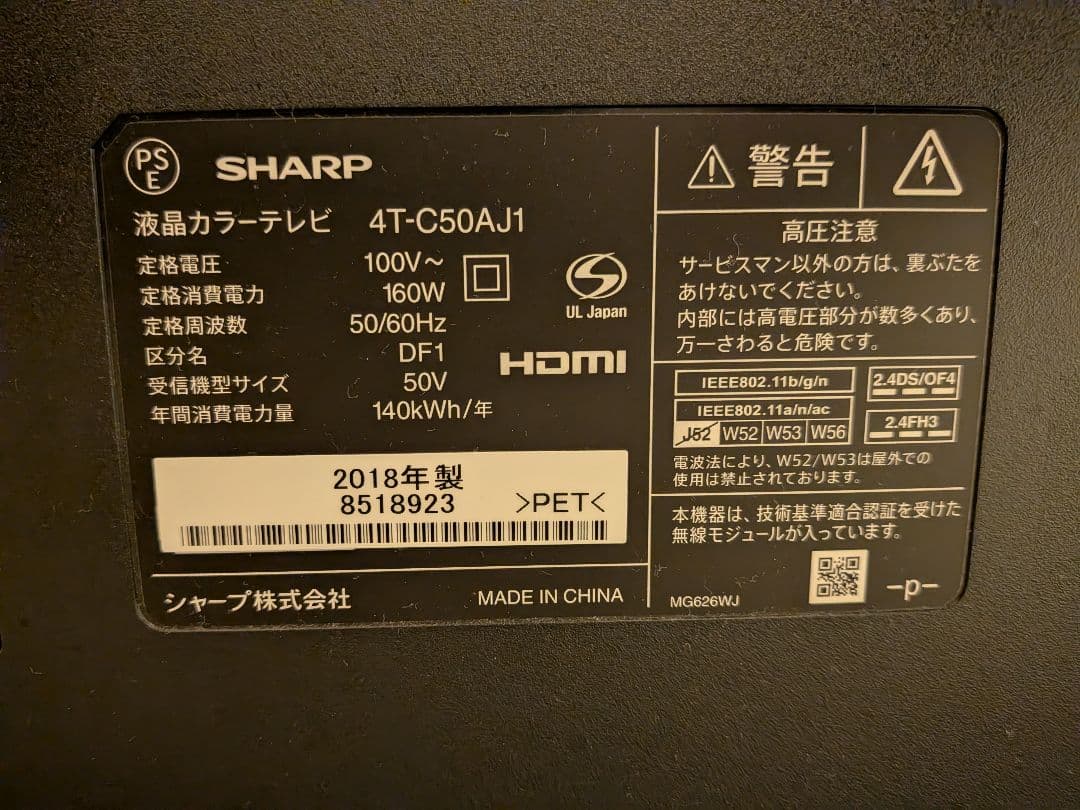 PS
E
SHARP
液晶カラーテレビ 4T-C50AJ1
定格電圧 100V～
定格消費電力 160W
定格周波数 50/60Hz
区分名 DF1
受信機型サイズ 50V
年間消費電力量 140kWh/年
S
UL Japan
HDMI
2018年製
8518923 >PET<
シャープ株式会社 MADE IN CHINA
警告
高圧注意
サービスマン以外の方は、裏ぶたを
あけないでください。
内部には高電圧部分が数多くあり、
万一さわると危険です。
IEEE802.11b/g/n
2.4DS/OF4
IEEE802.11a/n/ac
J52 W52 W53 W56
2.4FH3
電波法により、W52/W53は屋外での
使用は禁止されております。
本機器は、技術基準適合認証を受けた
無線モジュールが入っています。
MG626WJ
-p-